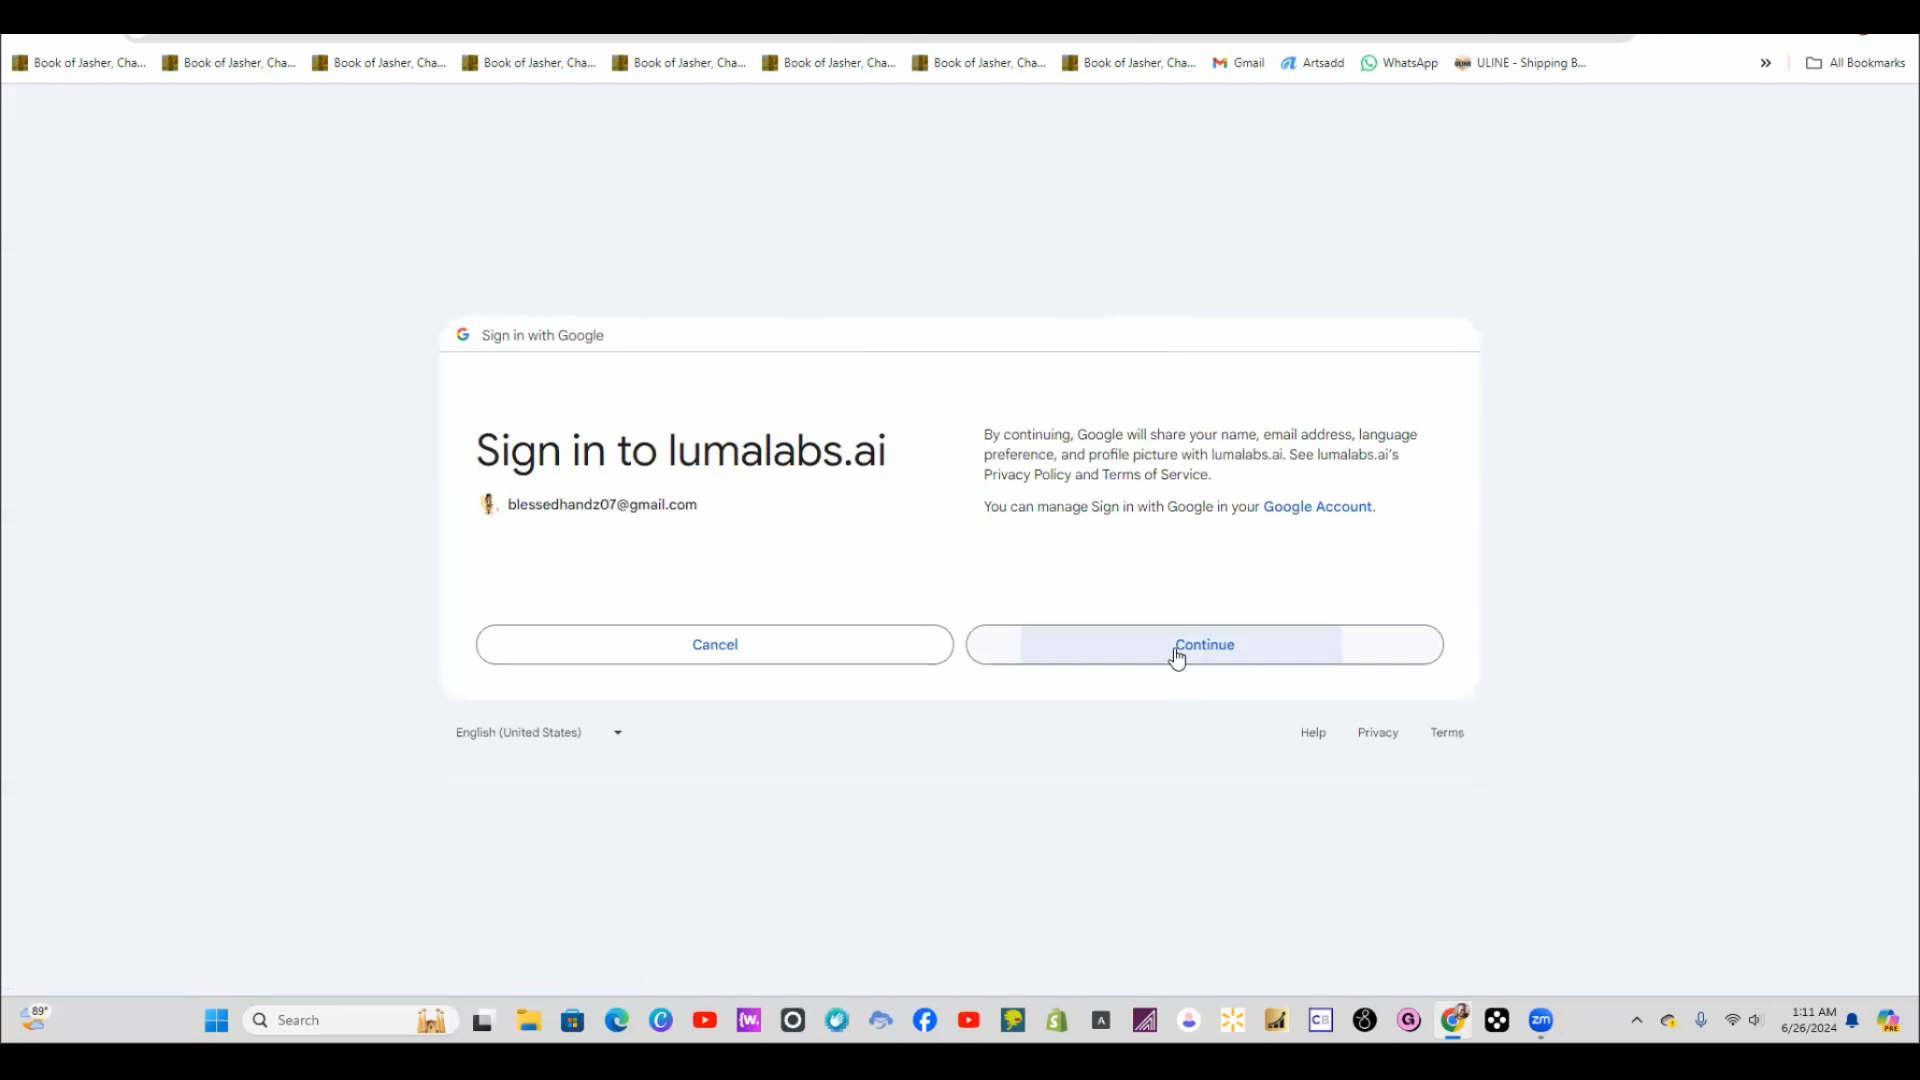 Book of Jasher, Cha... Book of Jasher, Cha... Book of Jasher, Cha... Book of Jasher, Cha... Book of Jasher, Cha... Book of Jasher, Cha... Book of Jasher, Cha... Book of Jasher, Cha... Gmail Artsadd WhatsApp ULINE - Shipping B... » All Bookmarks
Sign in with Google
Sign in to lumalabs.ai
blessedhandz07@gmail.com
By continuing, Google will share your name, email address, language
preference, and profile picture with lumalabs.ai. See lumalabs.ai's
Privacy Policy and Terms of Service.
You can manage Sign in with Google in your Google Account.
Cancel Continue
English (United States) Help Privacy Terms
89° Search {w. A CB G zm 1:11 AM
6/26/2024 PRE